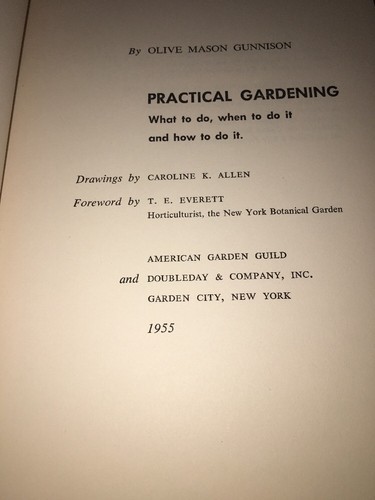 By OLIVE MASON GUNNISON
PRACTICAL GARDENING
What to do, when to do it
and how to do it.
Drawings by CAROLINE K. ALLEN
Foreword by T. E. EVERETT
Horticulturist, the New York Botanical Garden
AMERICAN GARDEN GUILD
and DOUBLEDAY & COMPANY, INC.
GARDEN CITY, NEW YORK
1955